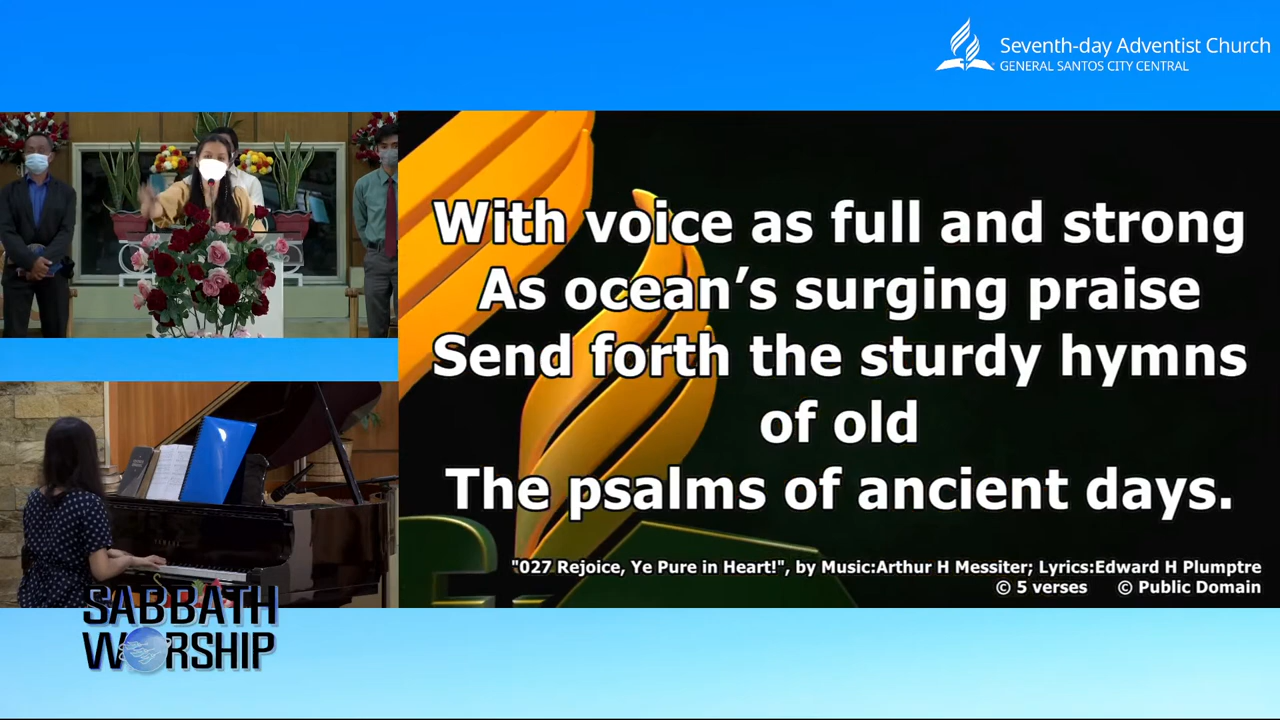 Seventh-day Adventist Church
GENERAL SANTOS CITY CENTRAL
With voice as full and strong
As ocean’s surging praise
Send forth the sturdy hymns
of old
The psalms of ancient days.
"027 Rejoice, Ye Pure in Heart!", by Music:Arthur H Messiter; Lyrics:Edward H Plumptre
© 5 verses © Public Domain
YAMAHA
SABBATH
WORSHIP